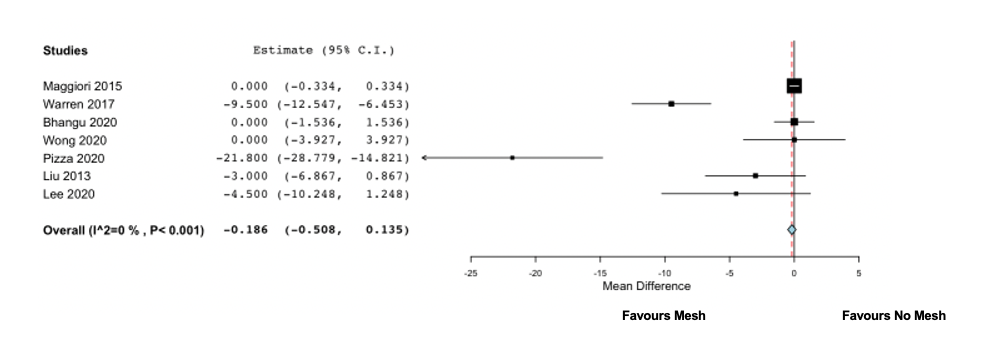 Studies Estimate (95% C.I.)
Maggiori 2015 0.000 (-0.334, 0.334)
Warren 2017 -9.500 (-12.547, -6.453)
Bhangu 2020 0.000 (-1.536, 1.536)
Wong 2020 0.000 (-3.927, 3.927)
Pizza 2020 -21.800 (-28.779, -14.821)
Liu 2013 -3.000 (-6.867, 0.867)
Lee 2020 -4.500 (-10.248, 1.248)
Overall (I^2=0 % , P< 0.001) -0.186 (-0.508, 0.135)
-25 -20 -15 -10 -5 0 5
Mean Difference
Favours Mesh Favours No Mesh